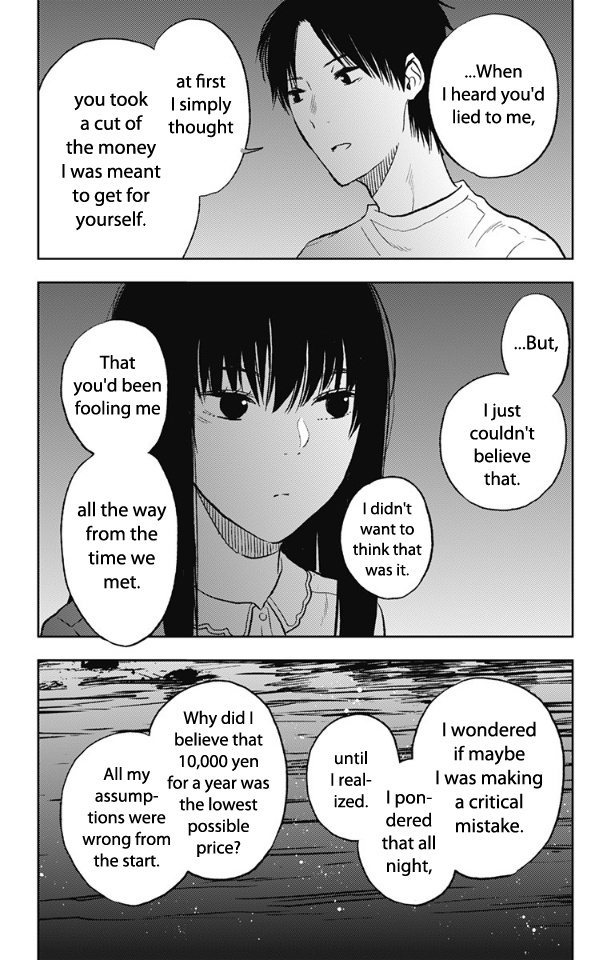 ...When
I heard you'd
lied to me,
at first
I simply
thought
you took
a cut of
the money
I was meant
to get for
yourself.
...But,
I just
couldn't
believe
that.
I didn't
want to
think that
was it.
That
you'd been
fooling me
all the way
from the
time we
met.
I wondered
if maybe
I was making
a critical
mistake.
I pon-
dered
that all
night,
until
I real-
ized.
Why did I
believe that
10,000 yen
for a year was
the lowest
possible
price?
All my
assump-
tions were
wrong from
the start.